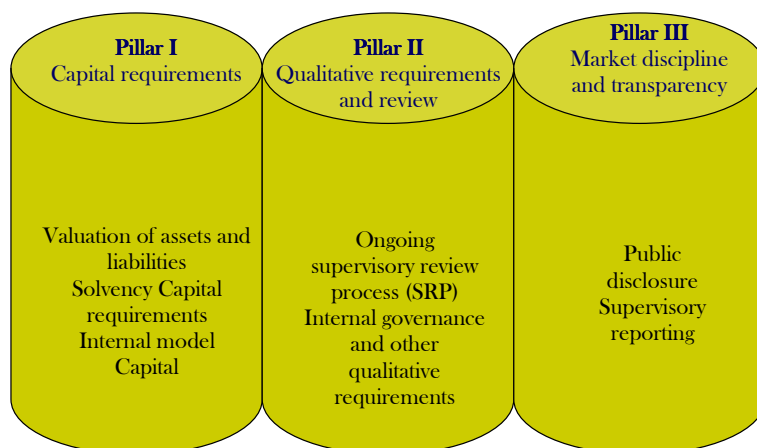 Pillar I
Capital requirements
Valuation of assets and
liabilities
Solvency Capital
requirements
Internal model
Capital
Pillar II
Qualitative requirements
and review
Ongoing
supervisory review
process (SRP)
Internal governance
and other
qualitative
requirements
Pillar III
Market discipline
and transparency
Public
disclosure
Supervisory
reporting